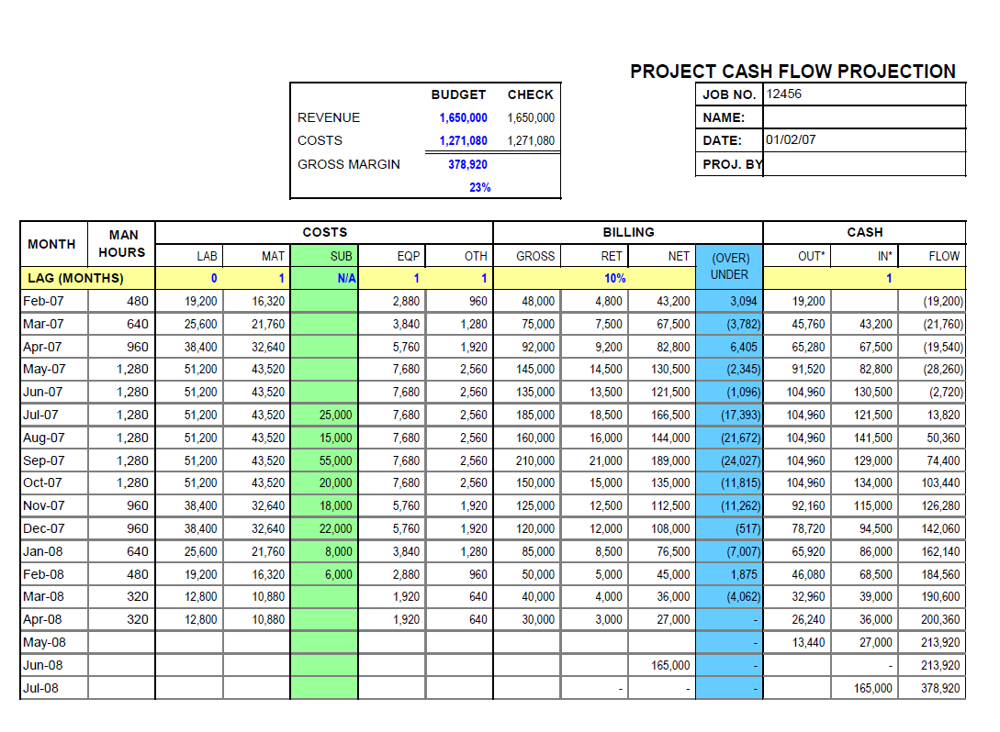 PROJECT CASH FLOW PROJECTION
BUDGET CHECK JOB NO. 12456
REVENUE 1,650,000 1,650,000 NAME:
COSTS 1,271,080 1,271,080 DATE: 01/02/07
GROSS MARGIN 378,920 PROJ. BY
23%
MONTH MAN HOURS COSTS BILLING CASH
LAB MAT SUB EQP OTH GROSS RET NET (OVER) UNDER OUT* IN* FLOW
LAG (MONTHS) 0 1 N/A 1 1 10% 1
Feb-07 480 19,200 16,320 2,880 960 48,000 4,800 43,200 3,094 19,200 (19,200)
Mar-07 640 25,600 21,760 3,840 1,280 75,000 7,500 67,500 (3,782) 45,760 43,200 (21,760)
Apr-07 960 38,400 32,640 5,760 1,920 92,000 9,200 82,800 6,405 65,280 67,500 (19,540)
May-07 1,280 51,200 43,520 7,680 2,560 145,000 14,500 130,500 (2,345) 91,520 82,800 (28,260)
Jun-07 1,280 51,200 43,520 7,680 2,560 135,000 13,500 121,500 (1,096) 104,960 130,500 (2,720)
Jul-07 1,280 51,200 43,520 25,000 7,680 2,560 185,000 18,500 166,500 (17,393) 104,960 121,500 13,820
Aug-07 1,280 51,200 43,520 15,000 7,680 2,560 160,000 16,000 144,000 (21,672) 104,960 141,500 50,360
Sep-07 1,280 51,200 43,520 55,000 7,680 2,560 210,000 21,000 189,000 (24,027) 104,960 129,000 74,400
Oct-07 1,280 51,200 43,520 20,000 7,680 2,560 150,000 15,000 135,000 (11,815) 104,960 134,000 103,440
Nov-07 960 38,400 32,640 18,000 5,760 1,920 125,000 12,500 112,500 (11,262) 92,160 115,000 126,280
Dec-07 960 38,400 32,640 22,000 5,760 1,920 120,000 12,000 108,000 (517) 78,720 94,500 142,060
Jan-08 640 25,600 21,760 8,000 3,840 1,280 85,000 8,500 76,500 (7,007) 65,920 86,000 162,140
Feb-08 480 19,200 16,320 6,000 2,880 960 50,000 5,000 45,000 1,875 46,080 68,500 184,560
Mar-08 320 12,800 10,880 1,920 640 40,000 4,000 36,000 (4,062) 32,960 39,000 190,600
Apr-08 320 12,800 10,880 1,920 640 30,000 3,000 27,000 - 26,240 36,000 200,360
May-08 - 13,440 27,000 213,920
Jun-08 165,000 - - 213,920
Jul-08 - - - 165,000 378,920